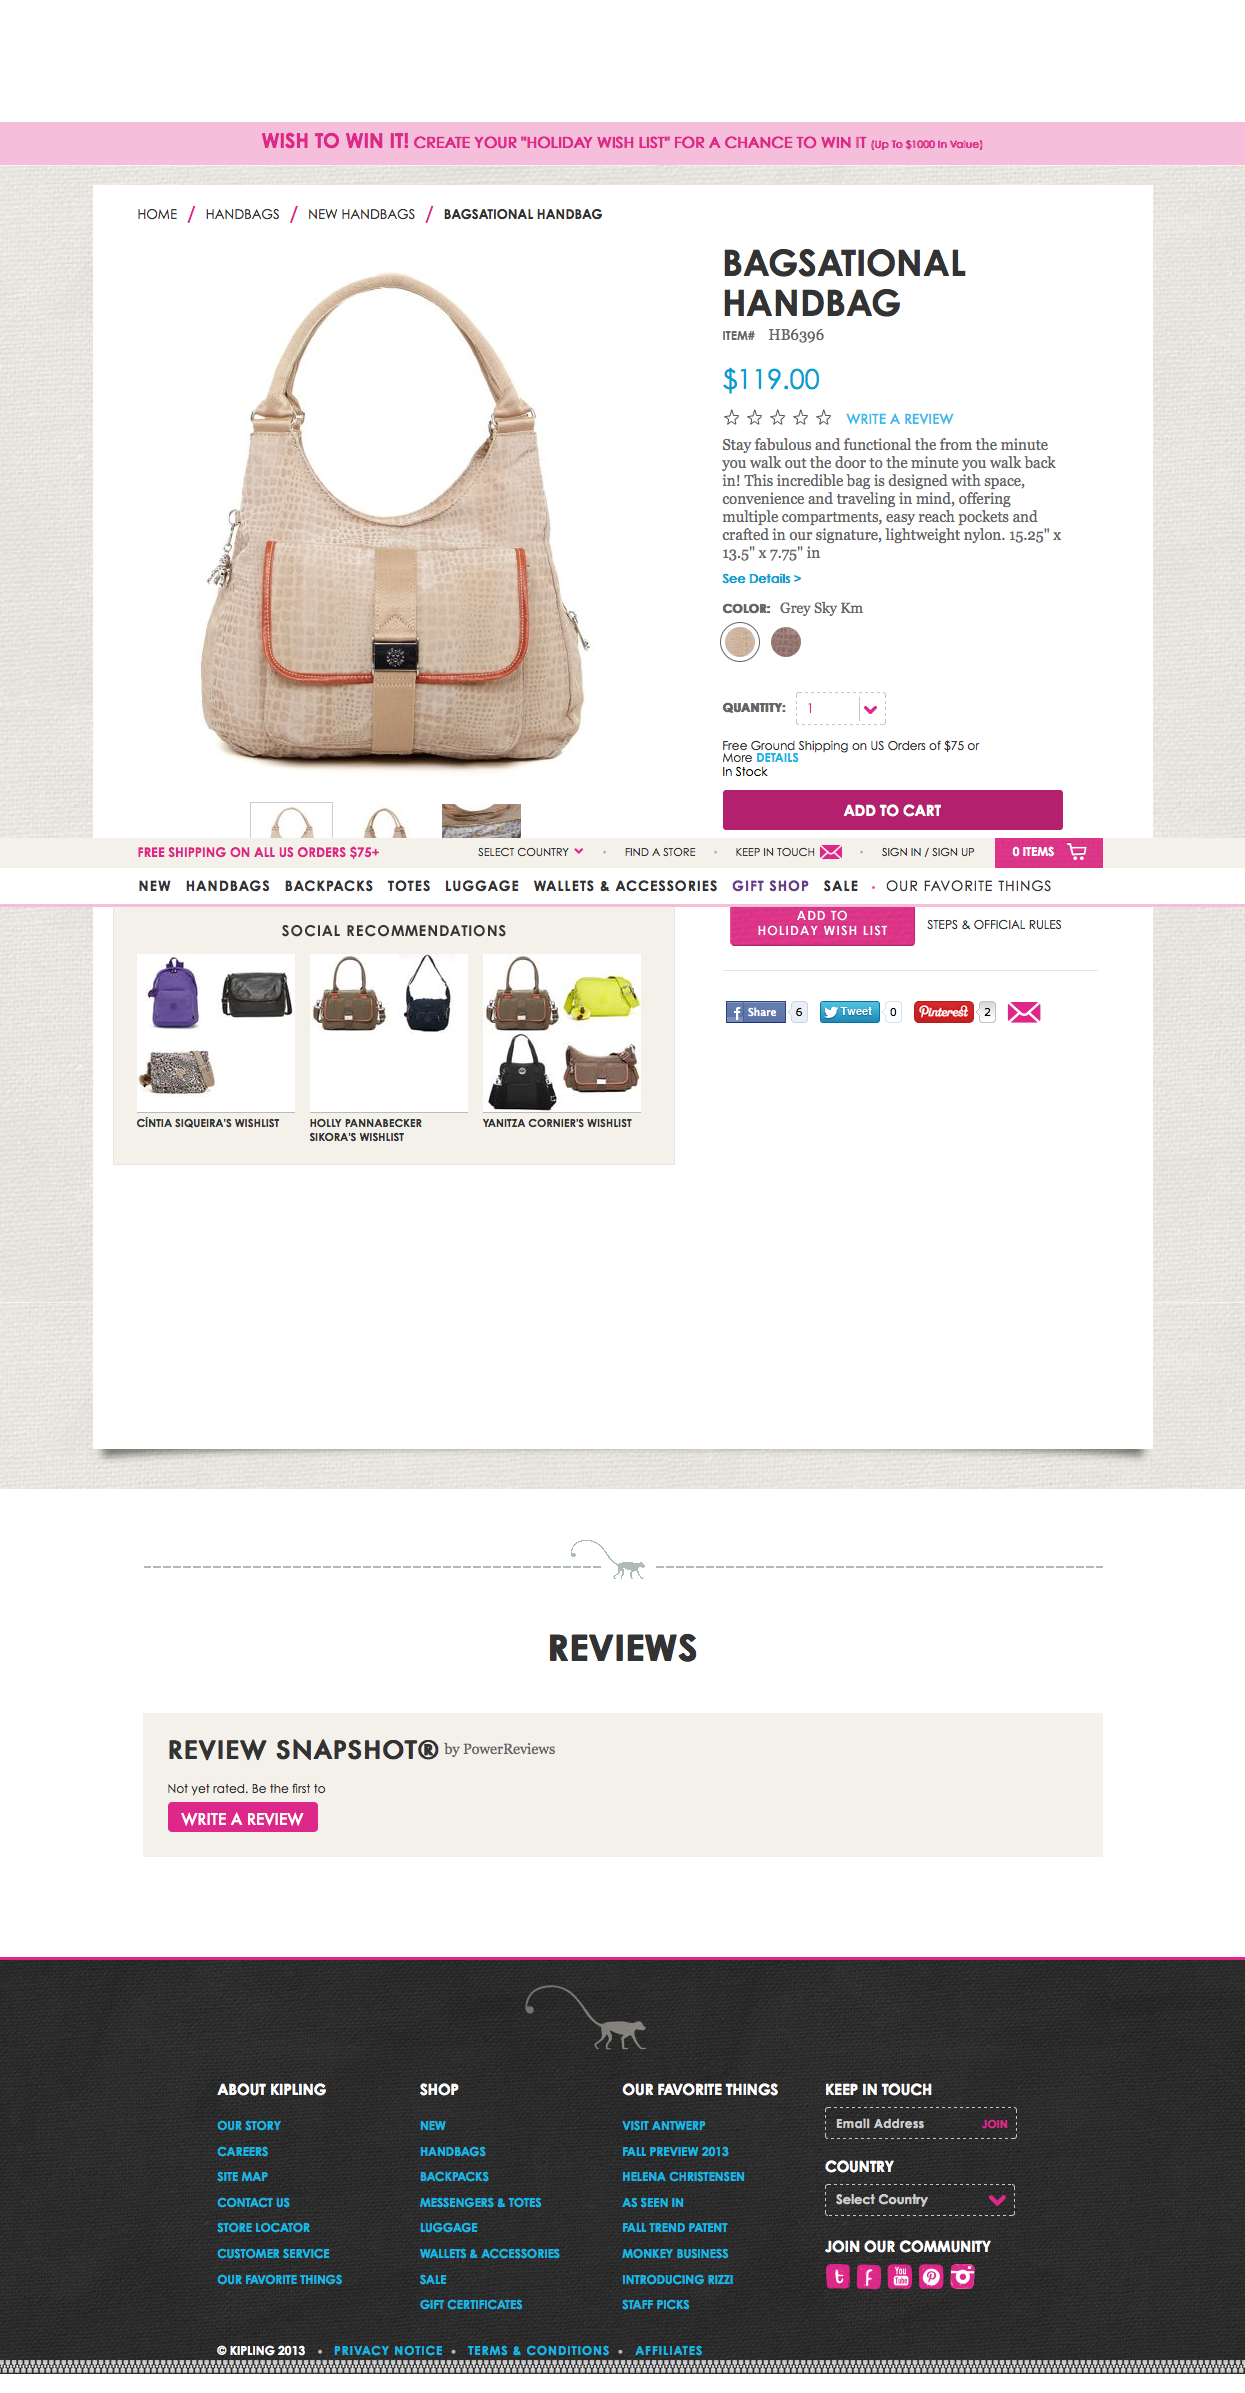 WISH TO WIN IT! CREATE YOUR "HOLIDAY WISH LIST" FOR A CHANCE TO WIN IT (Up To $1000 In Value)
HOME / HANDBAGS / NEW HANDBAGS / BAGSATIONAL HANDBAG
BAGSATIONAL
HANDBAG
ITEM# HB6396
$119.00
WRITE A REVIEW
Stay fabulous and functional the from the minute
you walk out the door to the minute you walk back
in! This incredible bag is designed with space,
convenience and traveling in mind, offering
multiple compartments, easy reach pockets and
crafted in our signature, lightweight nylon. 15.25" x
13.5" x 7.75" in
See Details >
COLOR: Grey Sky Km
QUANTITY: 1
Free Ground Shipping on US Orders of $75 or
More DETAILS
In Stock
ADD TO CART
FREE SHIPPING ON ALL US ORDERS $75+ SELECT COUNTRY • FIND A STORE • KEEP IN TOUCH • SIGN IN / SIGN UP 0 ITEMS
NEW HANDBAGS BACKPACKS TOTES LUGGAGE WALLETS & ACCESSORIES GIFT SHOP SALE • OUR FAVORITE THINGS
ADD TO
HOLIDAY WISH LIST
STEPS & OFFICIAL RULES
SOCIAL RECOMMENDATIONS
f Share 6 Tweet 0 Pinterest 2
CÍNTIA SIQUEIRA'S WISHLIST
HOLLY PANNABECKER
SIKORA'S WISHLIST
YANITZA CORNIER'S WISHLIST
REVIEWS
REVIEW SNAPSHOT® by PowerReviews
Not yet rated. Be the first to
WRITE A REVIEW
ABOUT KIPLING
OUR STORY
CAREERS
SITE MAP
CONTACT US
STORE LOCATOR
CUSTOMER SERVICE
OUR FAVORITE THINGS
SHOP
NEW
HANDBAGS
BACKPACKS
MESSENGERS & TOTES
LUGGAGE
WALLETS & ACCESSORIES
SALE
GIFT CERTIFICATES
OUR FAVORITE THINGS
VISIT ANTWERP
FALL PREVIEW 2013
HELENA CHRISTENSEN
AS SEEN IN
FALL TREND PATENT
MONKEY BUSINESS
INTRODUCING RIZZI
STAFF PICKS
KEEP IN TOUCH
Email Address JOIN
COUNTRY
Select Country
JOIN OUR COMMUNITY
t f You Tube
© KIPLING 2013 • PRIVACY NOTICE • TERMS & CONDITIONS • AFFILIATES